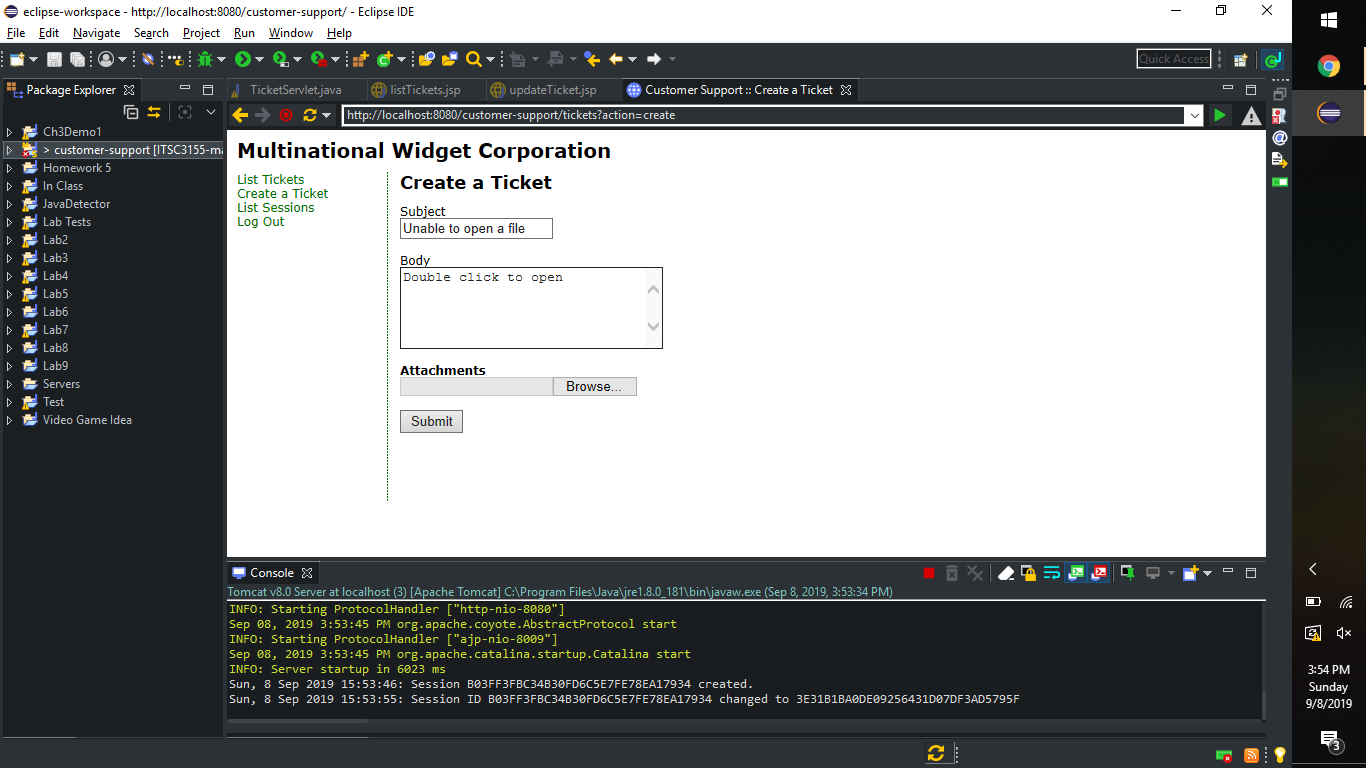 eclipse-workspace - http://localhost:8080/customer-support/ - Eclipse IDE
File Edit Navigate Search Project Run Window Help
Quick Access
Package Explorer
TicketServlet.java listTickets.jsp updateTicket.jsp Customer Support :: Create a Ticket
http://localhost:8080/customer-support/tickets?action=create
Ch3Demo1
> customer-support [ITSC3155-ma
Homework 5
In Class
JavaDetector
Lab Tests
Lab2
Lab3
Lab4
Lab5
Lab6
Lab7
Lab8
Lab9
Servers
Test
Video Game Idea
Multinational Widget Corporation
List Tickets
Create a Ticket
List Sessions
Log Out
Create a Ticket
Subject
Unable to open a file
Body
Double click to open
Attachments
Browse...
Submit
Console
Tomcat v8.0 Server at localhost (3) [Apache Tomcat] C:\Program Files\Java\jre1.8.0_181\bin\javaw.exe (Sep 8, 2019, 3:53:34 PM)
INFO: Starting ProtocolHandler ["http-nio-8080"]
Sep 08, 2019 3:53:45 PM org.apache.coyote.AbstractProtocol start
INFO: Starting ProtocolHandler ["ajp-nio-8009"]
Sep 08, 2019 3:53:45 PM org.apache.catalina.startup.Catalina start
INFO: Server startup in 6023 ms
Sun, 8 Sep 2019 15:53:46: Session B03FF3FBC34B30FD6C5E7FE78EA17934 created.
Sun, 8 Sep 2019 15:53:55: Session ID B03FF3FBC34B30FD6C5E7FE78EA17934 changed to 3E31B1BA0DE09256431D07DF3AD5795F
3:54 PM
Sunday
9/8/2019
3